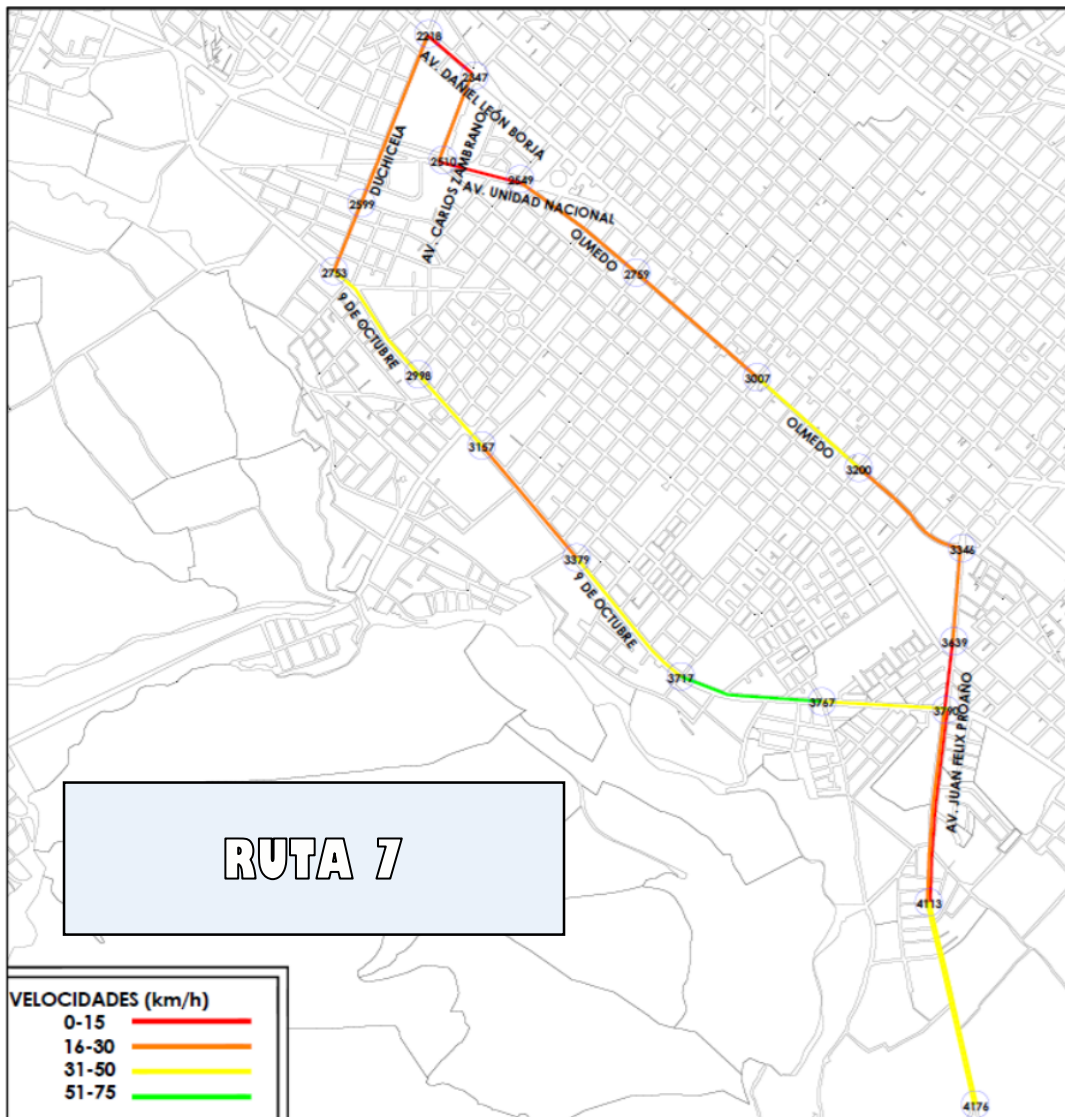 2218
AV. DANIEL LEÓN BORJA
2347
DUCHICELA
AV. CARLOS ZAMBRANO
2510
2549
AV. UNIDAD NACIONAL
2599
OLMEDO
2753
2759
9 DE OCTUBRE
2998
3007
OLMEDO
3157
3200
3379
3346
9 DE OCTUBRE
3639
3717
3767
3790
AV. JUAN FELIX PROAÑO
RUTA 7
4113
4176
VELOCIDADES (km/h)
0-15
16-30
31-50
51-75